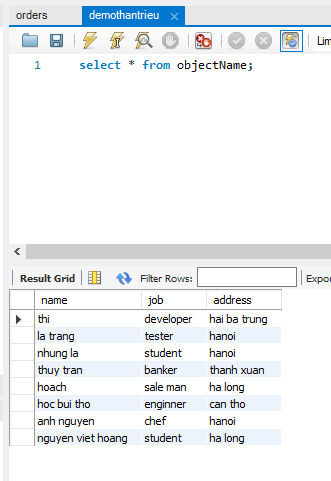 orders demothantrieu
Lim
1 select * from objectName;
Result Grid Filter Rows: Expor
name job address
thi developer hai ba trung
la trang tester hanoi
nhung la student hanoi
thuy tran banker thanh xuan
hoach sale man ha long
hoc bui tho enginner can tho
anh nguyen chef hanoi
nguyen viet hoang student ha long